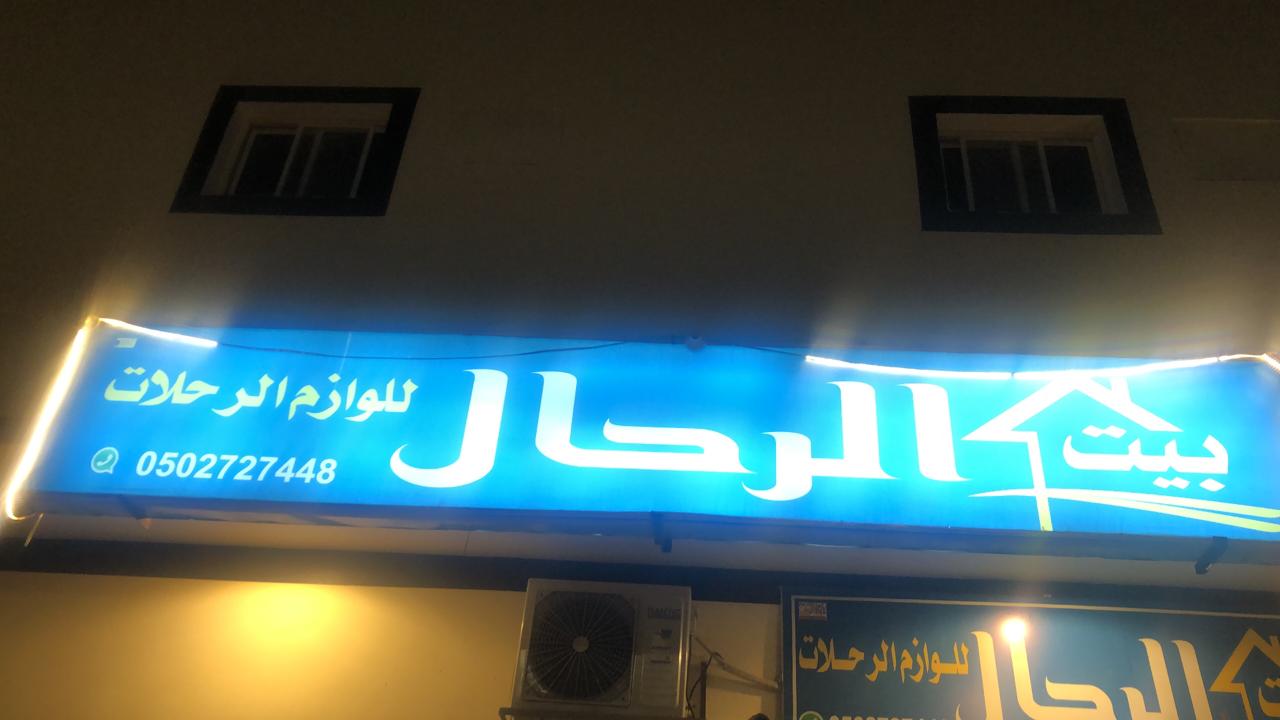 بيت الرحال
للوازم الرحلات
0502727448
الرحال
للوازم الرحلات